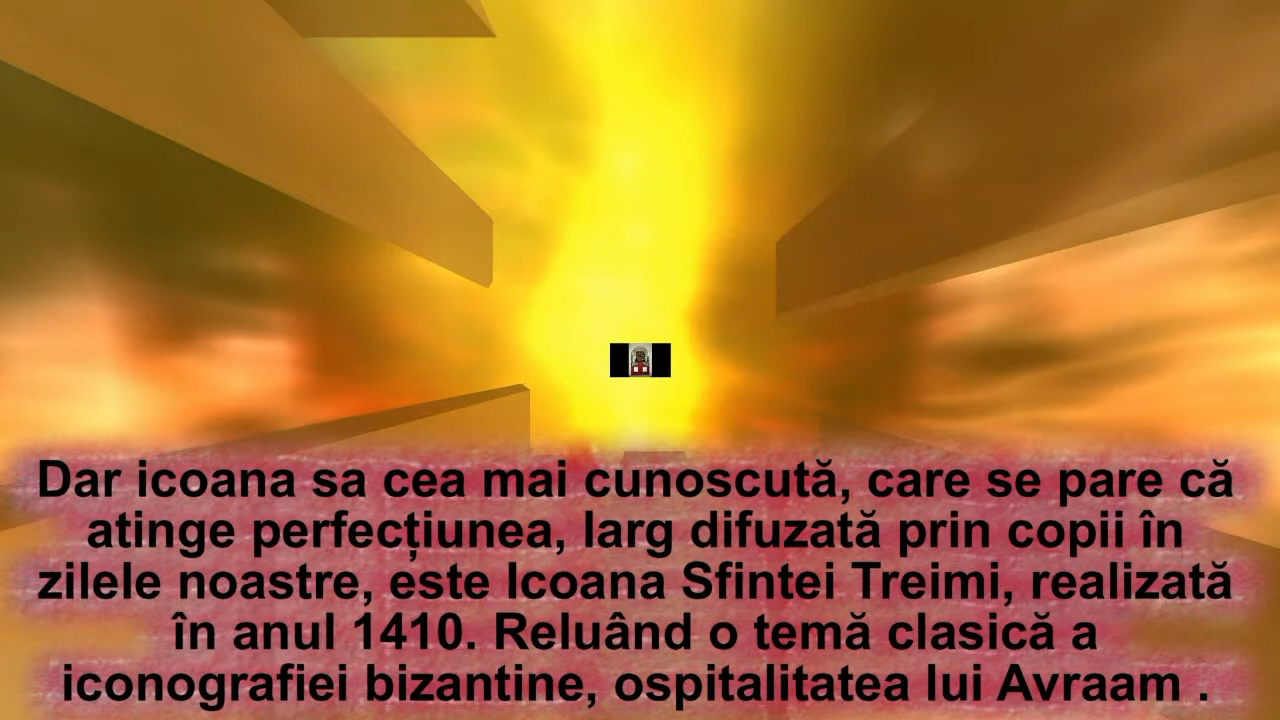 Dar icoana sa cea mai cunoscută, care se pare că
atinge perfecțiunea, larg difuzată prin copii în
zilele noastre, este Icoana Sfintei Treimi, realizată
în anul 1410. Reluând o temă clasică a
iconografiei bizantine, ospitalitatea lui Avraam .